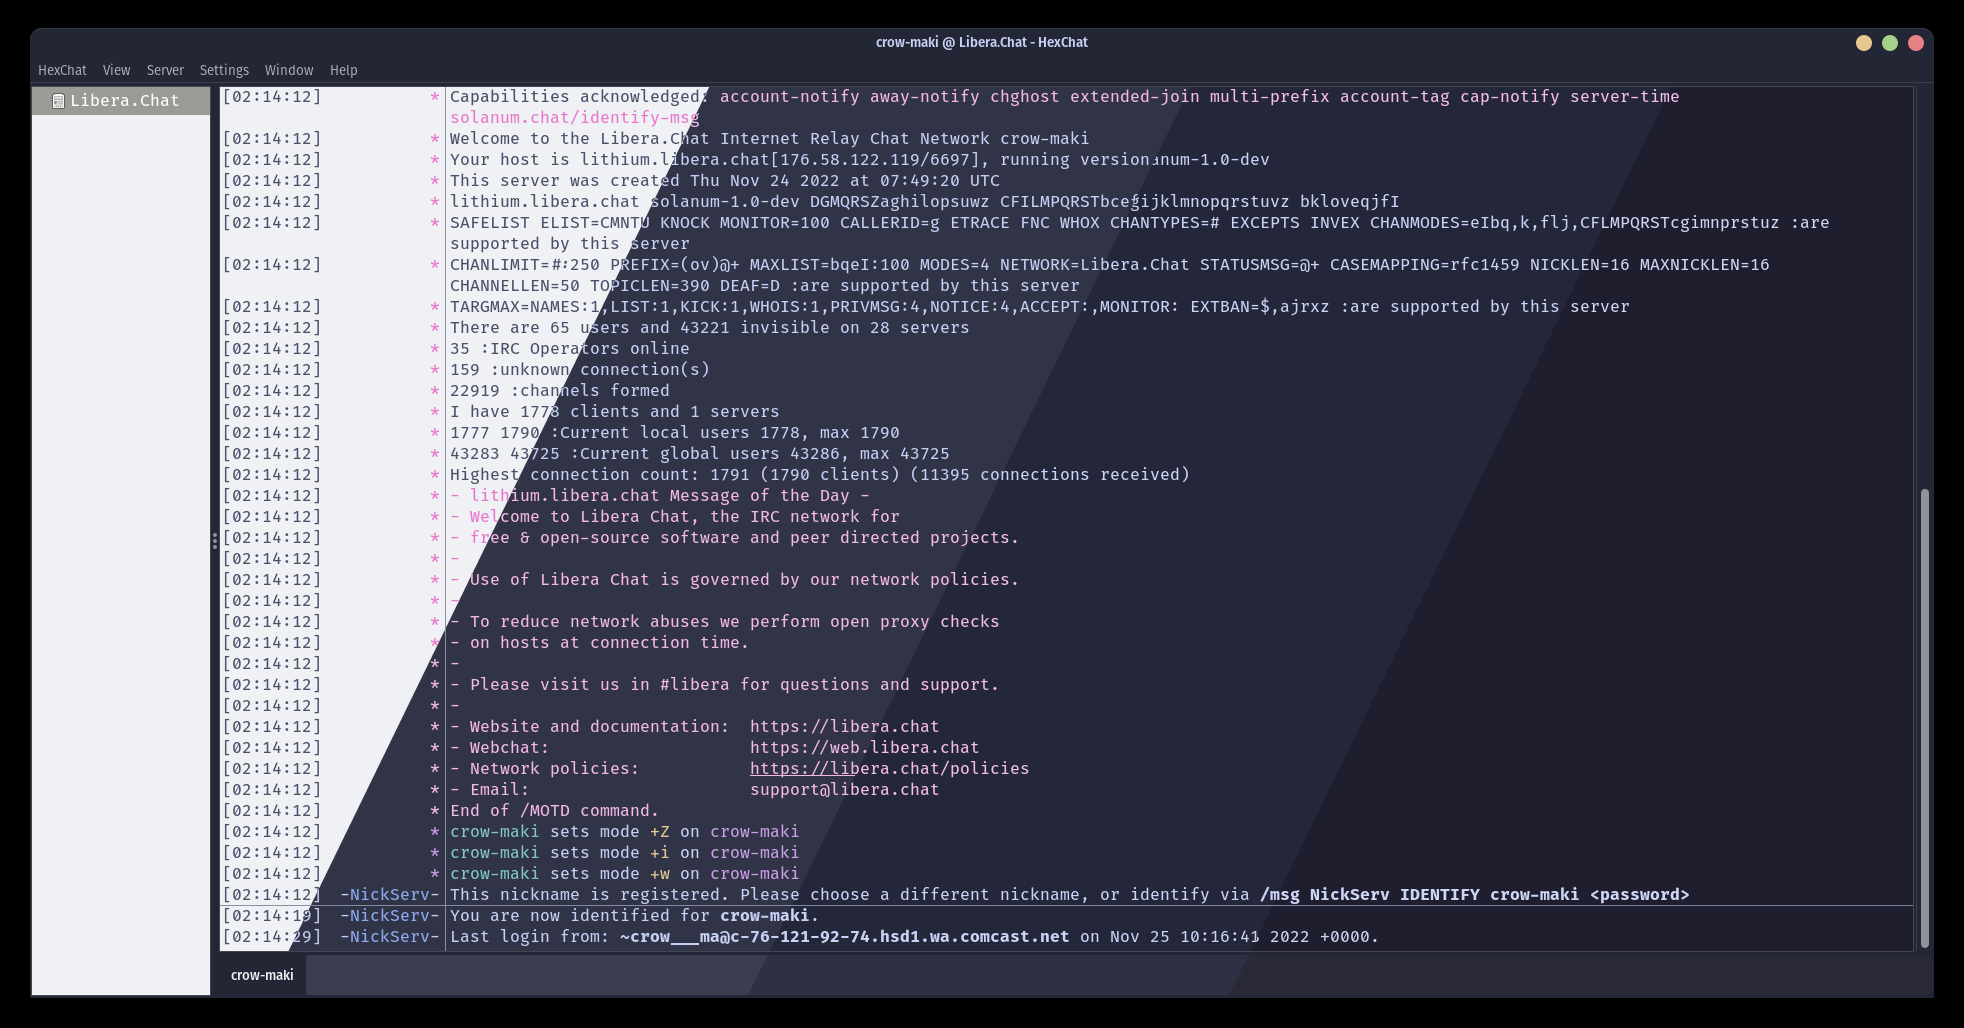 crow-maki @ Libera.Chat - HexChat
HexChat View Server Settings Window Help
Libera.Chat
[02:14:12] * Capabilities acknowledged: account-notify away-notify chghost extended-join multi-prefix account-tag cap-notify server-time
solanum.chat/identify-msg
[02:14:12] * Welcome to the Libera.Chat Internet Relay Chat Network crow-maki
[02:14:12] * Your host is lithium.libera.chat[176.58.122.119/6697], running version
[02:14:12] * This server was created Thu Nov 24 2022 at 07:49:20 UTC
[02:14:12] * lithium.libera.chat solanum-1.0-dev DGMQRSZaghilopsuwz CFILMPQRSTbcegijklmnopqrstuvz bkloveqjfI
[02:14:12] * SAFELIST ELIST=CMNTU KNOCK MONITOR=100 CALLERID=g ETRACE FNC WHOX CHANTYPES=# EXCEPTS INVEX CHANMODES=eIbq,k,flj,CFLMPQRSTcgimnprstuz :are
supported by this server
[02:14:12] * CHANLIMIT=#:250 PREFIX=(ov)@+ MAXLIST=bqeI:100 MODES=4 NETWORK=Libera.Chat STATUSMSG=@+ CASEMAPPING=rfc1459 NICKLEN=16 MAXNICKLEN=16
CHANNELLEN=50 TOPICLEN=390 DEAF=D :are supported by this server
[02:14:12] * TARGMAX=NAMES:1,LIST:1,KICK:1,WHOIS:1,PRIVMSG:4,NOTICE:4,ACCEPT:,MONITOR: EXTBAN=$,ajrxz :are supported by this server
[02:14:12] * There are 65 users and 43221 invisible on 28 servers
[02:14:12] * 35 :IRC Operators online
[02:14:12] * 159 :unknown connection(s)
[02:14:12] * 22919 :channels formed
[02:14:12] * I have 1778 clients and 1 servers
[02:14:12] * 1777 1790 :Current local users 1778, max 1790
[02:14:12] * 43283 43725 :Current global users 43286, max 43725
[02:14:12] * Highest connection count: 1791 (1790 clients) (11395 connections received)
[02:14:12] * - lithium.libera.chat Message of the Day -
[02:14:12] * - Welcome to Libera Chat, the IRC network for
[02:14:12] * - free & open-source software and peer directed projects.
[02:14:12] * -
[02:14:12] * - Use of Libera Chat is governed by our network policies.
[02:14:12] * -
[02:14:12] * - To reduce network abuses we perform open proxy checks
[02:14:12] * - on hosts at connection time.
[02:14:12] * -
[02:14:12] * - Please visit us in #libera for questions and support.
[02:14:12] * -
[02:14:12] * - Website and documentation: https://libera.chat
[02:14:12] * - Webchat: https://web.libera.chat
[02:14:12] * - Network policies: https://libera.chat/policies
[02:14:12] * - Email: support@libera.chat
[02:14:12] * End of /MOTD command.
[02:14:12] * crow-maki sets mode +Z on crow-maki
[02:14:12] * crow-maki sets mode +i on crow-maki
[02:14:12] * crow-maki sets mode +w on crow-maki
[02:14:12] -NickServ- This nickname is registered. Please choose a different nickname, or identify via /msg NickServ IDENTIFY crow-maki <password>
-NickServ- You are now identified for crow-maki.
-NickServ- Last login from: ~crow___ma@c-76-121-92-74.hsd1.wa.comcast.net on Nov 25 10:16:41 2022 +0000.
crow-maki